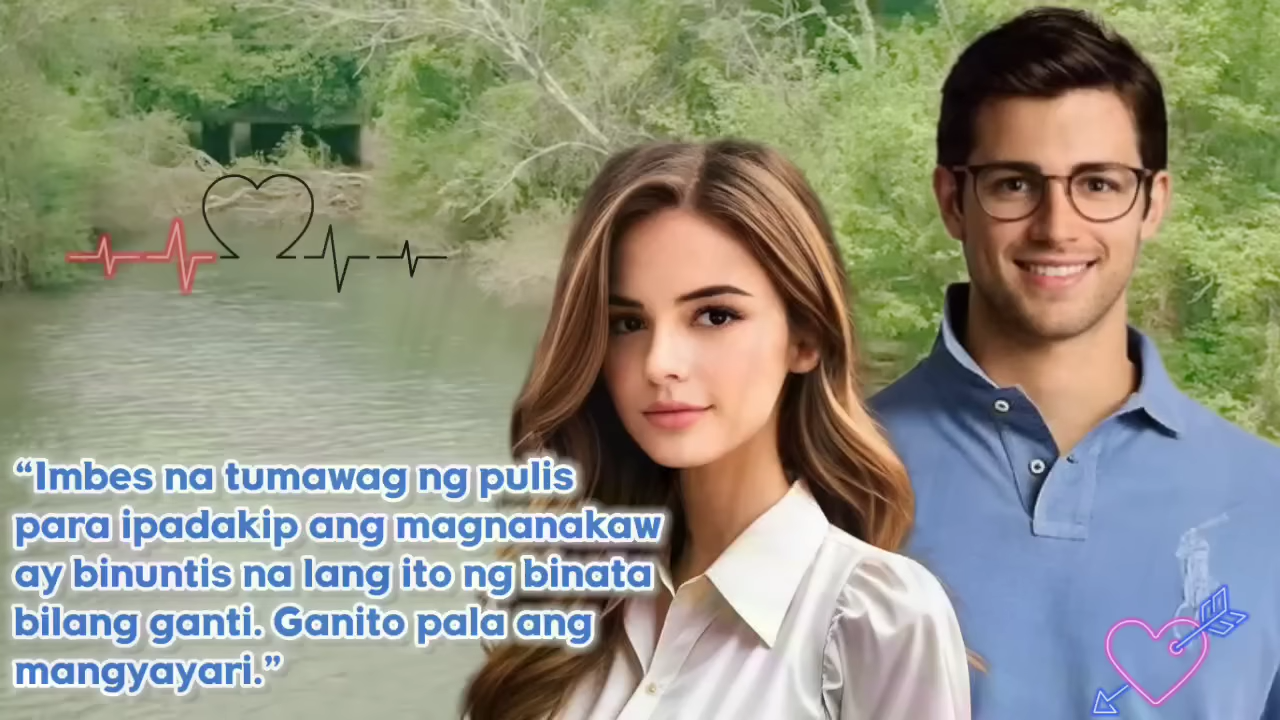 “Imbes na tumawag ng pulis
para ipadakip ang magnanakaw
ay binuntis na lang ito ng binata
bilang ganti. Ganito pala ang
mangyayari.”